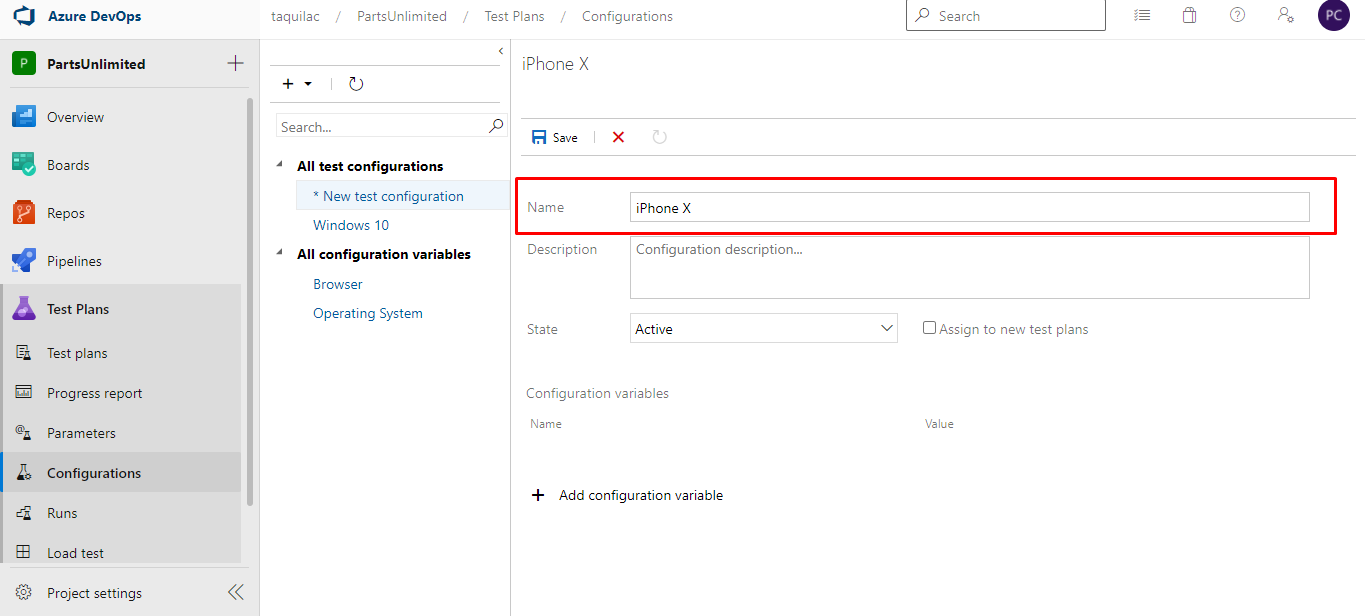 Azure DevOps
taquilac / PartsUnlimited / Test Plans / Configurations
Search
PC
P PartsUnlimited
Overview
Boards
Repos
Pipelines
Test Plans
Test plans
Progress report
Parameters
Configurations
Runs
Load test
Project settings
Search...
All test configurations
* New test configuration
Windows 10
All configuration variables
Browser
Operating System
iPhone X
Save
Name iPhone X
Description Configuration description...
State Active Assign to new test plans
Configuration variables
Name Value
Add configuration variable